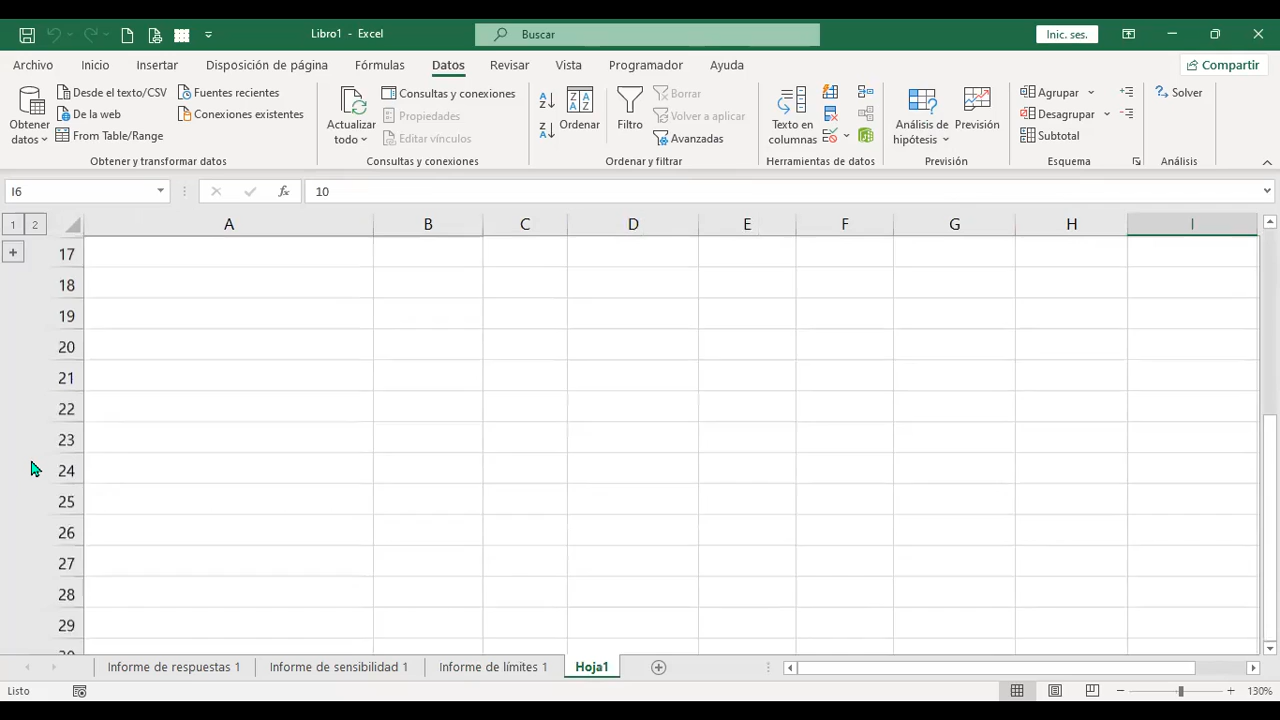 Libro1 - Excel
Buscar
Inic. ses.
Archivo Inicio Insertar Disposición de página Fórmulas Datos Revisar Vista Programador Ayuda
Compartir
Obtener datos
Desde el texto/CSV
De la web
From Table/Range
Fuentes recientes
Conexiones existentes
Obtener y transformar datos
Actualizar todo
Consultas y conexiones
Propiedades
Editar vínculos
Consultas y conexiones
Ordenar
Filtro
Borrar
Volver a aplicar
Avanzadas
Ordenar y filtrar
Texto en columnas
Herramientas de datos
Análisis de hipótesis
Previsión
Previsión
Agrupar
Desagrupar
Subtotal
Esquema
Solver
Análisis
I6
fx
10
1 2
A B C D E F G H I
17
18
19
20
21
22
23
24
25
26
27
28
29
30
Informe de respuestas 1 Informe de sensibilidad 1 Informe de límites 1 Hoja1
Listo
130%